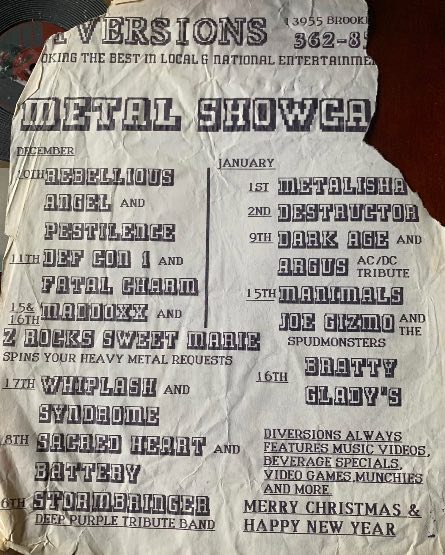 IVERSIONS
13955 BROOK
362-8
OKING THE BEST IN LOCAL & NATIONAL ENTERTAINMEN
METAL SHOWCA
DECEMBER
10TH REBELLIOUS
ANGEL AND
PESTILENCE
11TH DEF CON 1 AND
FATAL CHARM
15&
16TH MADDOXX AND
Z ROCKS SWEET MARIE
SPINS YOUR HEAVY METAL REQUESTS
17TH WHIPLASH AND
SYNDROME
8TH SACRED HEART AND
BATTERY
6TH STORMBRINGER
DEEP PURPLE TRIBUTE BAND
JANUARY
1ST METALISHA
2ND DESTRUCTOR
9TH DARK AGE AND
ARGUS AC/DC
TRIBUTE
15TH MANIMALS
JOE GIZMO AND
THE
SPUDMONSTERS
16TH BRATTY
GLADY'S
DIVERSIONS ALWAYS
FEATURES MUSIC VIDEOS,
BEVERAGE SPECIALS,
VIDEO GAMES, MUNCHIES
AND MORE
MERRY CHRISTMAS &
HAPPY NEW YEAR